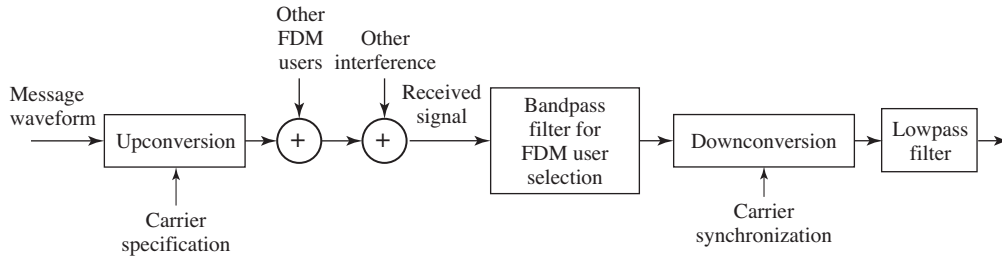 Message
waveform
Upconversion
Carrier
specification
Other
FDM
users
+
Other
interference
+
Received
signal
Bandpass
filter for
FDM user
selection
Downconversion
Carrier
synchronization
Lowpass
filter